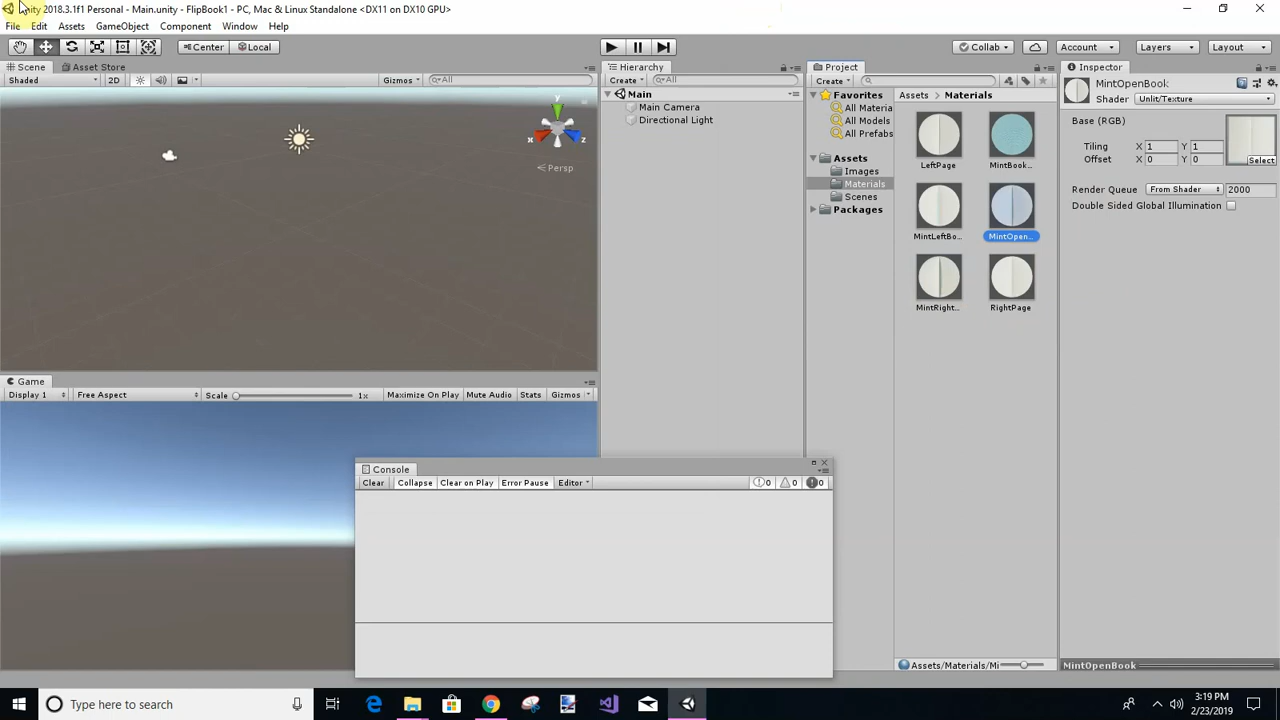 Unity 2018.3.1f1 Personal - Main.unity - FlipBook1 - PC, Mac & Linux Standalone <DX11 on DX10 GPU>
File Edit Assets GameObject Component Window Help
Center Local Collab Account Layers Layout
Scene Asset Store
Shaded 2D Gizmos All
y x z
Persp
Hierarchy
Create All
Main
Main Camera
Directional Light
Project
Create
Favorites
All Materia
All Models
All Prefabs
Assets
Images
Materials
Scenes
Packages
Assets Materials
LeftPage MintBook...
MintLeftBo... MintOpen...
MintRight... RightPage
Assets/Materials/Mi
Inspector
MintOpenBook
Shader Unlit/Texture
Base (RGB)
Tiling X 1 Y 1
Offset X 0 Y 0
Select
Render Queue From Shader 2000
Double Sided Global Illumination
MintOpenBook
Game
Display 1 Free Aspect Scale 1x Maximize On Play Mute Audio Stats Gizmos
Console
Clear Collapse Clear on Play Error Pause Editor 0 0 0
Type here to search
3:19 PM
2/23/2019